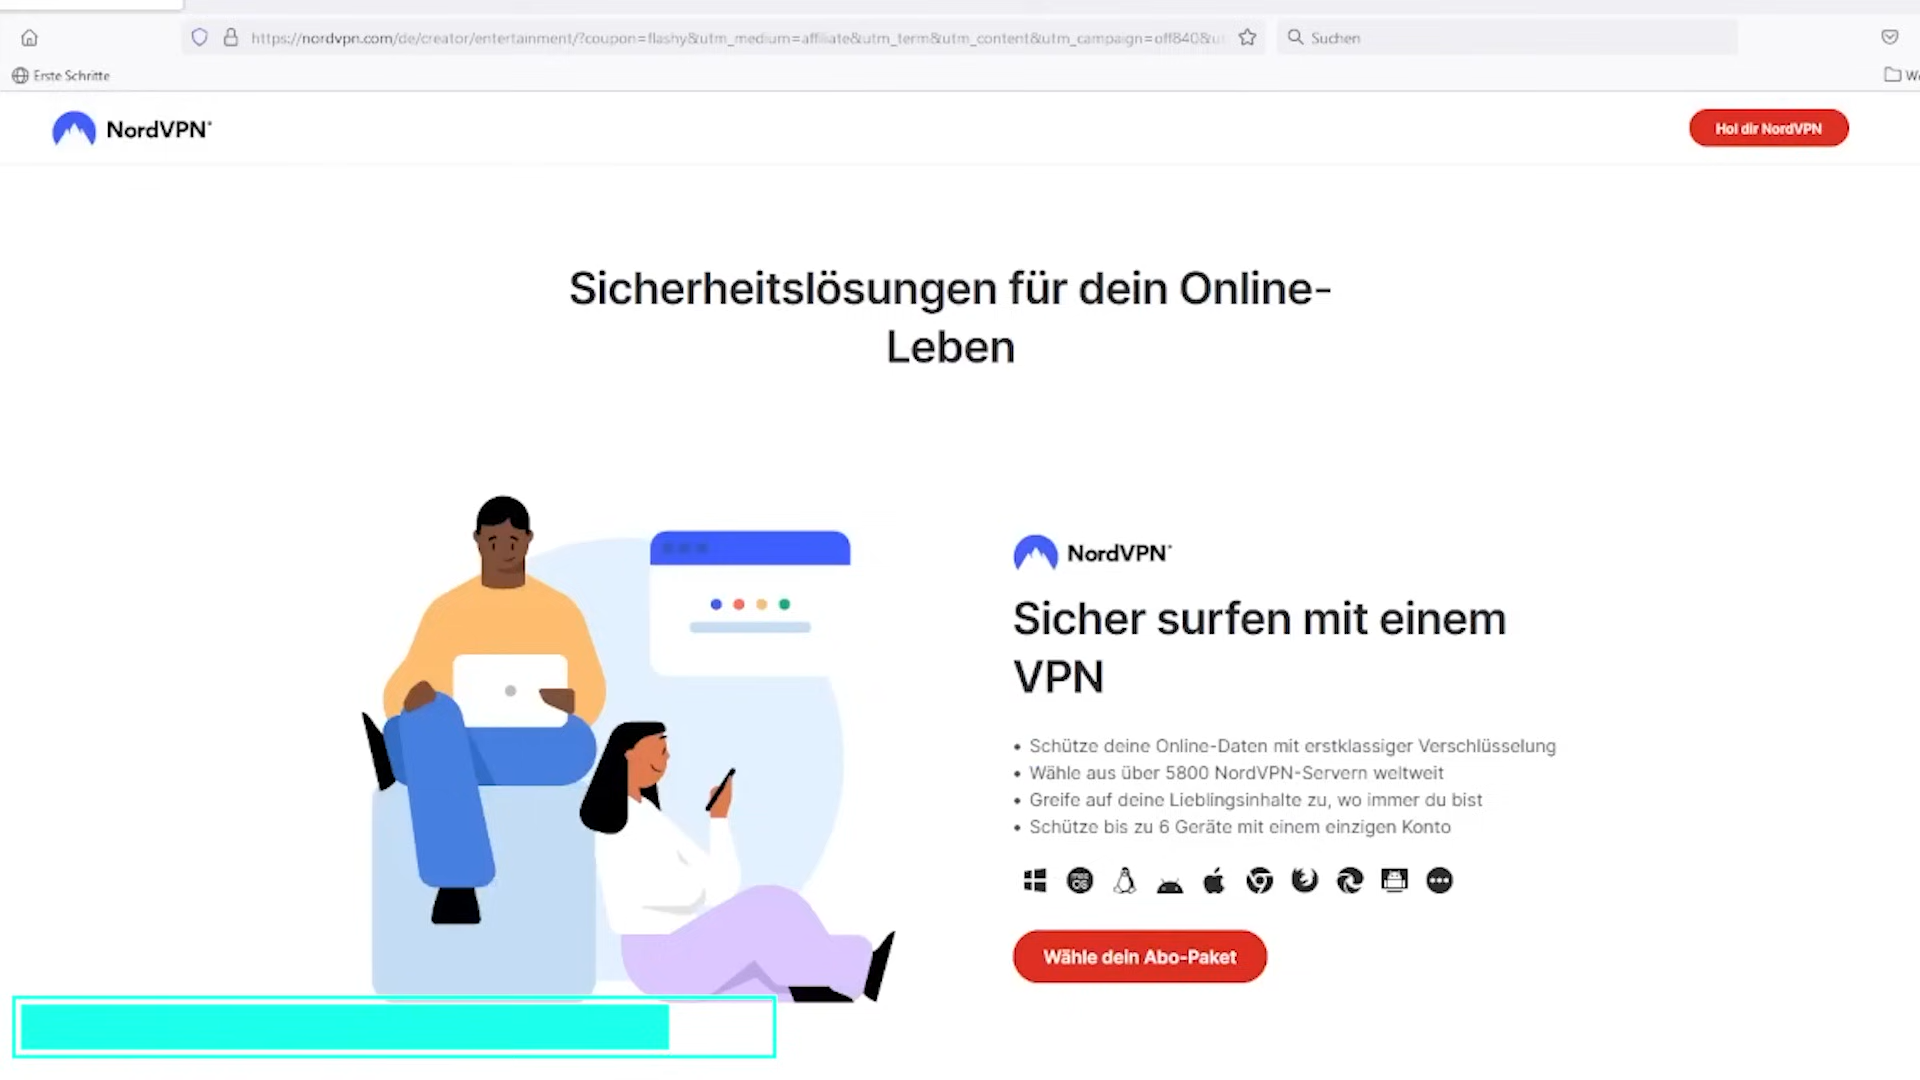 https://nordvpn.com/de/creator/entertainment/?coupon=flashy&utm_medium=affiliate&utm_term&utm_content&utm_campaign=off840&ut
Suchen
Erste Schritte
NordVPN
Hol dir NordVPN
Sicherheitslösungen für dein Online-
Leben
NordVPN
Sicher surfen mit einem
VPN
• Schütze deine Online-Daten mit erstklassiger Verschlüsselung
• Wähle aus über 5800 NordVPN-Servern weltweit
• Greife auf deine Lieblingsinhalte zu, wo immer du bist
• Schütze bis zu 6 Geräte mit einem einzigen Konto
mac OS
Wähle dein Abo-Paket